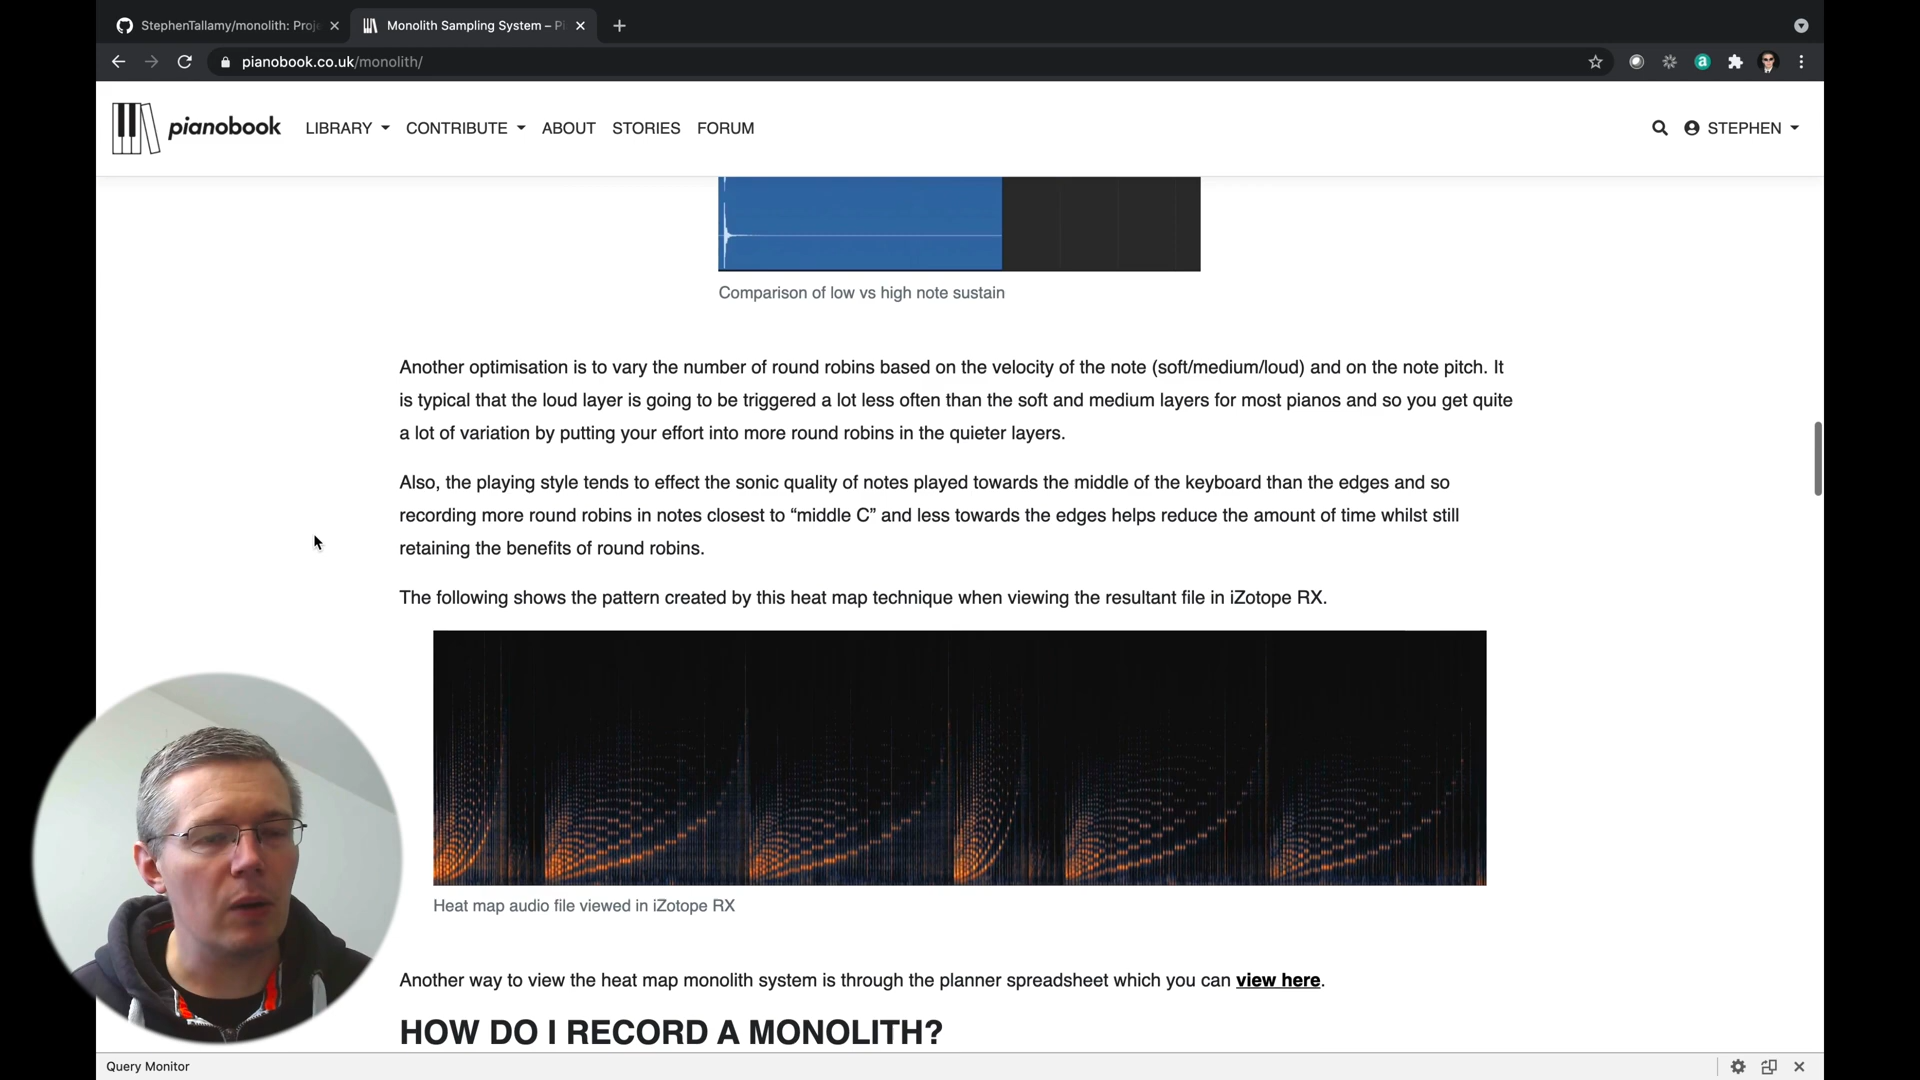 StephenTallamy/monolith: Proj
Monolith Sampling System – P
pianobook.co.uk/monolith/
pianobook LIBRARY CONTRIBUTE ABOUT STORIES FORUM STEPHEN
Comparison of low vs high note sustain
Another optimisation is to vary the number of round robins based on the velocity of the note (soft/medium/loud) and on the note pitch. It
is typical that the loud layer is going to be triggered a lot less often than the soft and medium layers for most pianos and so you get quite
a lot of variation by putting your effort into more round robins in the quieter layers.
Also, the playing style tends to effect the sonic quality of notes played towards the middle of the keyboard than the edges and so
recording more round robins in notes closest to “middle C” and less towards the edges helps reduce the amount of time whilst still
retaining the benefits of round robins.
The following shows the pattern created by this heat map technique when viewing the resultant file in iZotope RX.
Heat map audio file viewed in iZotope RX
Another way to view the heat map monolith system is through the planner spreadsheet which you can view here.
HOW DO I RECORD A MONOLITH?
Query Monitor